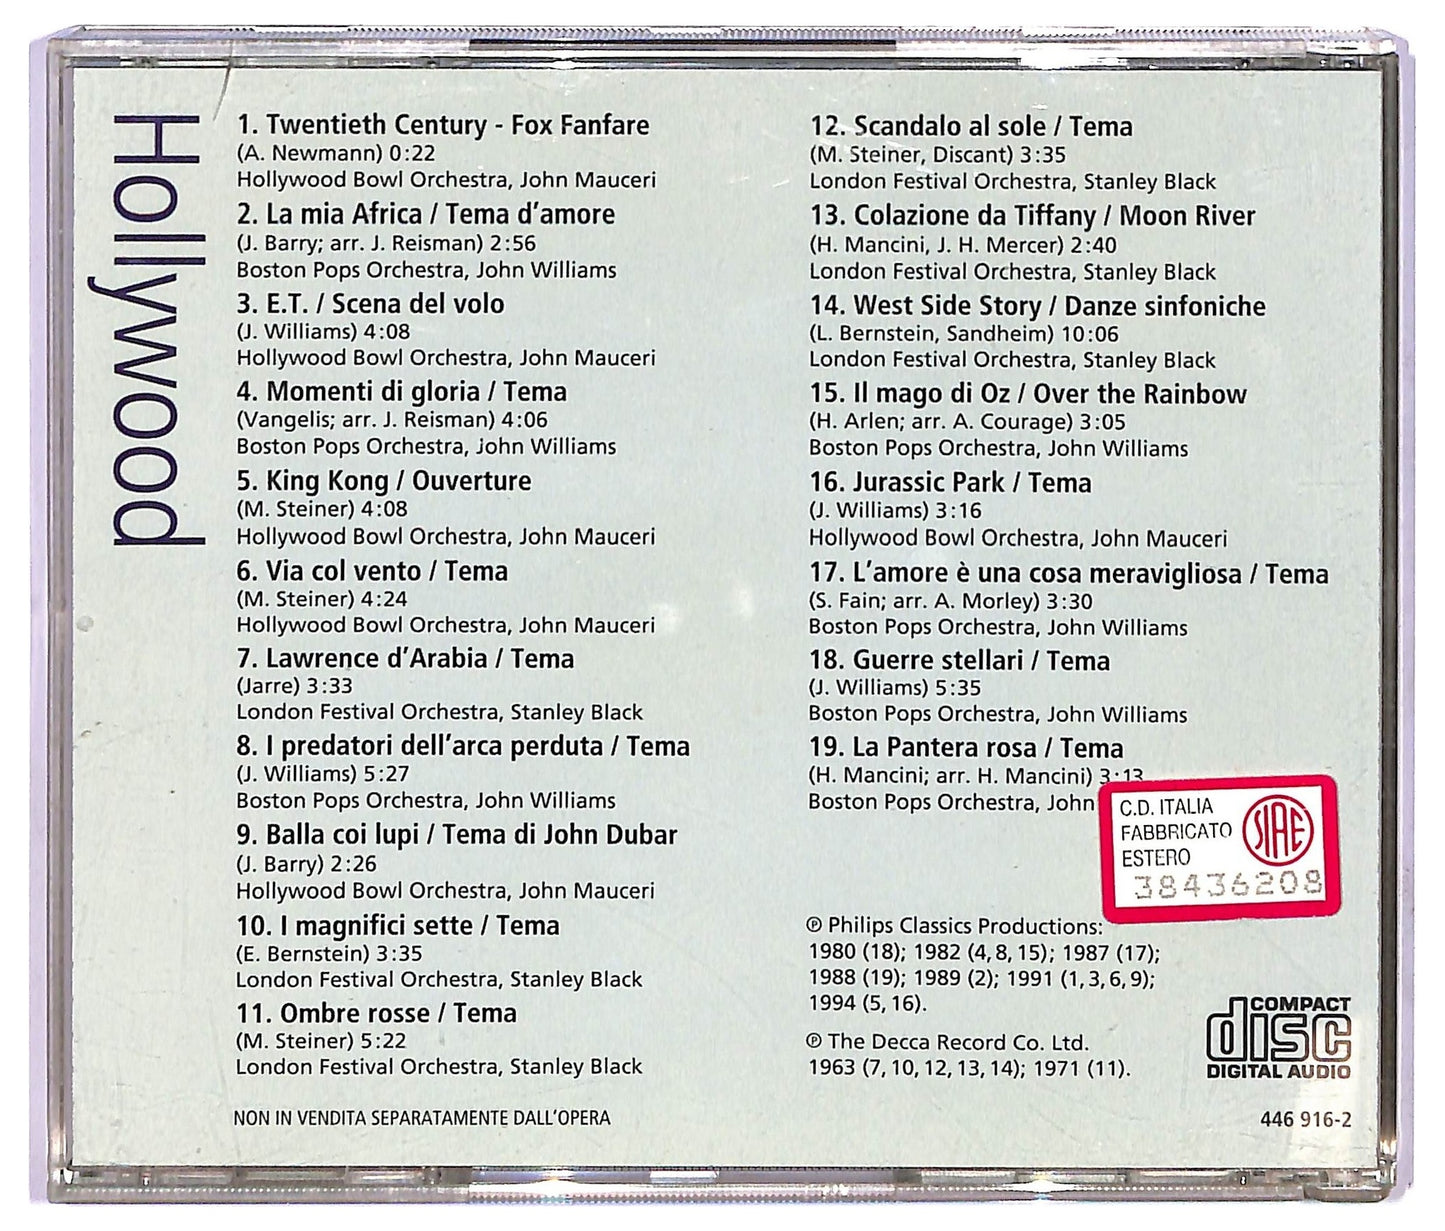 Hollywood
1. Twentieth Century - Fox Fanfare
(A. Newmann) 0:22
Hollywood Bowl Orchestra, John Mauceri
2. La mia Africa / Tema d'amore
(J. Barry; arr. J. Reisman) 2:56
Boston Pops Orchestra, John Williams
3. E.T. / Scena del volo
(J. Williams) 4:08
Hollywood Bowl Orchestra, John Mauceri
4. Momenti di gloria / Tema
(Vangelis; arr. J. Reisman) 4:06
Boston Pops Orchestra, John Williams
5. King Kong / Ouverture
(M. Steiner) 4:08
Hollywood Bowl Orchestra, John Mauceri
6. Via col vento / Tema
(M. Steiner) 4:24
Hollywood Bowl Orchestra, John Mauceri
7. Lawrence d'Arabia / Tema
(Jarre) 3:33
London Festival Orchestra, Stanley Black
8. I predatori dell'arca perduta / Tema
(J. Williams) 5:27
Boston Pops Orchestra, John Williams
9. Balla coi lupi / Tema di John Dubar
(J. Barry) 2:26
Hollywood Bowl Orchestra, John Mauceri
10. I magnifici sette / Tema
(E. Bernstein) 3:35
London Festival Orchestra, Stanley Black
11. Ombre rosse / Tema
(M. Steiner) 5:22
London Festival Orchestra, Stanley Black
NON IN VENDITA SEPARATAMENTE DALL'OPERA
12. Scandalo al sole / Tema
(M. Steiner, Discant) 3:35
London Festival Orchestra, Stanley Black
13. Colazione da Tiffany / Moon River
(H. Mancini, J. H. Mercer) 2:40
London Festival Orchestra, Stanley Black
14. West Side Story / Danze sinfoniche
(L. Bernstein, Sandheim) 10:06
London Festival Orchestra, Stanley Black
15. Il mago di Oz / Over the Rainbow
(H. Arlen; arr. A. Courage) 3:05
Boston Pops Orchestra, John Williams
16. Jurassic Park / Tema
(J. Williams) 3:16
Hollywood Bowl Orchestra, John Mauceri
17. L'amore è una cosa meravigliosa / Tema
(S. Fain; arr. A. Morley) 3:30
Boston Pops Orchestra, John Williams
18. Guerre stellari / Tema
(J. Williams) 5:35
Boston Pops Orchestra, John Williams
19. La Pantera rosa / Tema
(H. Mancini; arr. H. Mancini) 3:13
Boston Pops Orchestra, John
C.D. ITALIA
FABBRICATO
ESTERO
SIAE
38436208
℗ Philips Classics Productions:
1980 (18); 1982 (4, 8, 15); 1987 (17);
1988 (19); 1989 (2); 1991 (1, 3, 6, 9);
1994 (5, 16).
℗ The Decca Record Co. Ltd.
1963 (7, 10, 12, 13, 14); 1971 (11).
COMPACT
disc
DIGITAL AUDIO
446 916-2